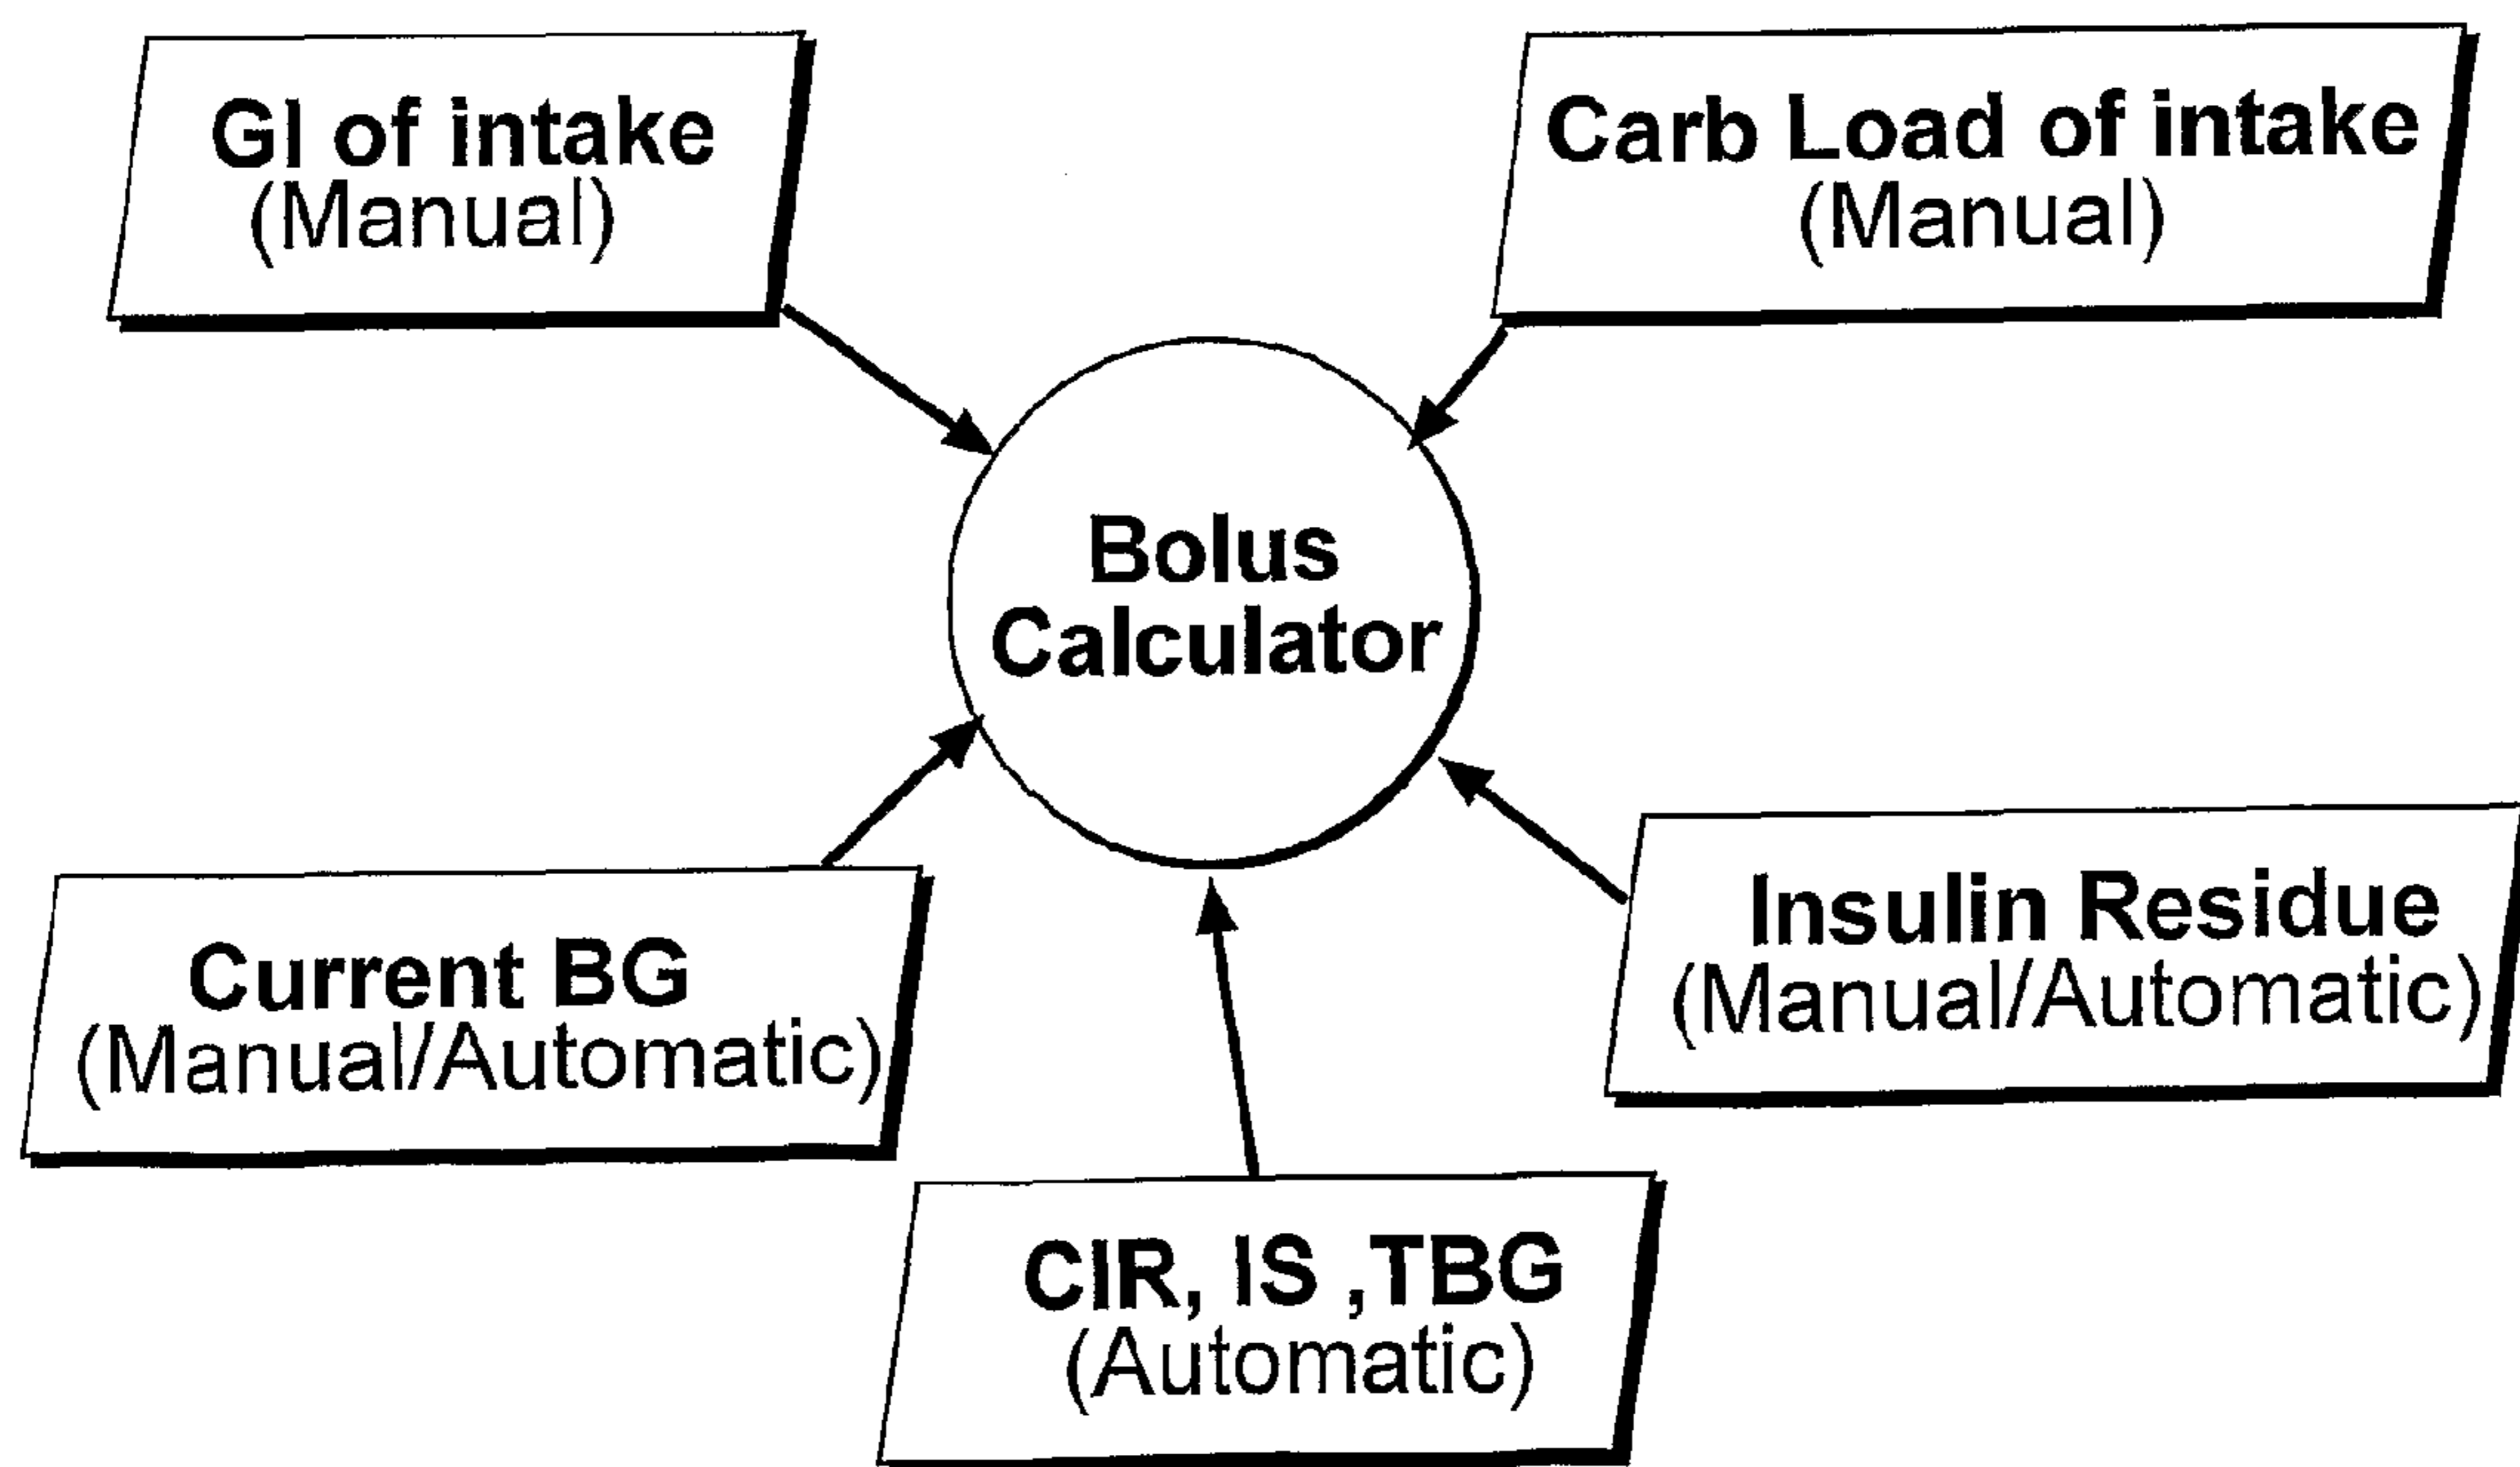 GI of intake
(Manual)
Carb Load of intake
(Manual)
Bolus
Calculator
Current BG
(Manual/Automatic)
Insulin Residue
(Manual/Automatic)
CIR, IS ,TBG
(Automatic)